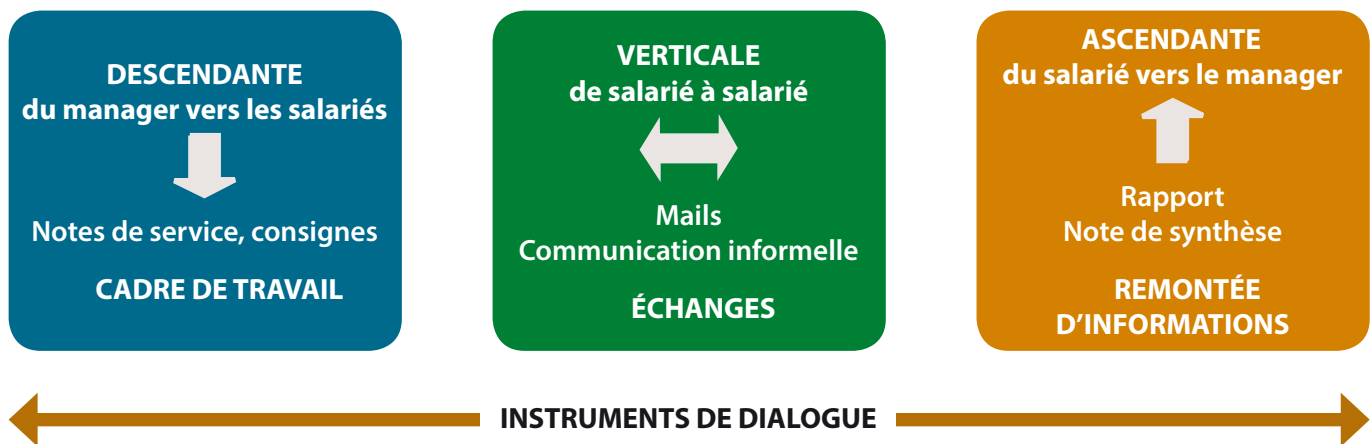 DESCENDANTE
du manager vers les salariés
Notes de service, consignes
CADRE DE TRAVAIL
VERTICALE
de salarié à salarié
Mails
Communication informelle
ÉCHANGES
ASCENDANTE
du salarié vers le manager
Rapport
Note de synthèse
REMONTÉE
D’INFORMATIONS
INSTRUMENTS DE DIALOGUE